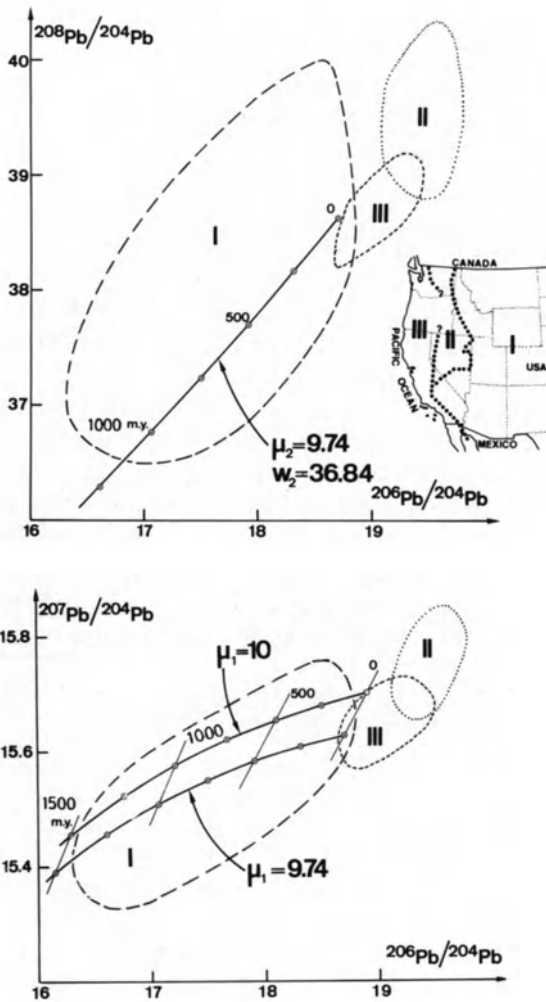 ²⁰⁸Pb/²⁰⁴Pb
40
II
39
0
III
I
38
500
37
1000 m.y.
μ₂=9.74
w₂=36.84
²⁰⁶Pb/²⁰⁴Pb
16 17 18 19
CANADA
III II I
PACIFIC OCEAN
USA
MEXICO
²⁰⁷Pb/²⁰⁴Pb
15.8
μ₁=10
II
0
500
III
1000
15.6
1500
m.y.
I
15.4
μ₁=9.74
²⁰⁶Pb/²⁰⁴Pb
16 17 18 19